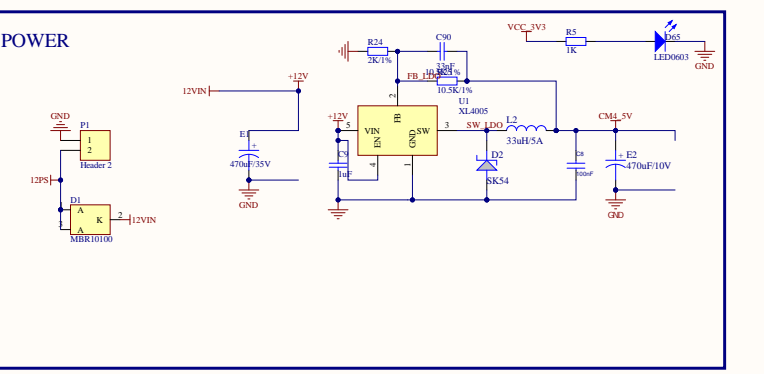 POWER
VCC_3V3
R5
1K
D65
LED0603
GND
R24
2K/1%
C90
33nF
FB_LDO
10.5K/1%
12VIN
+12V
U1
XL4005
2
FB
+12V
5
VIN
EN
GND
SW
3
SW_LDO
L2
33uH/5A
CM4_5V
GND
P1
1
2
Header 2
E1
+
470uF/35V
GND
C9
1uF
4
1
D2
SK54
C8
100nF
+
E2
470uF/10V
GND
12PS
D1
1
A
K
2
12VIN
3
A
MBR10100